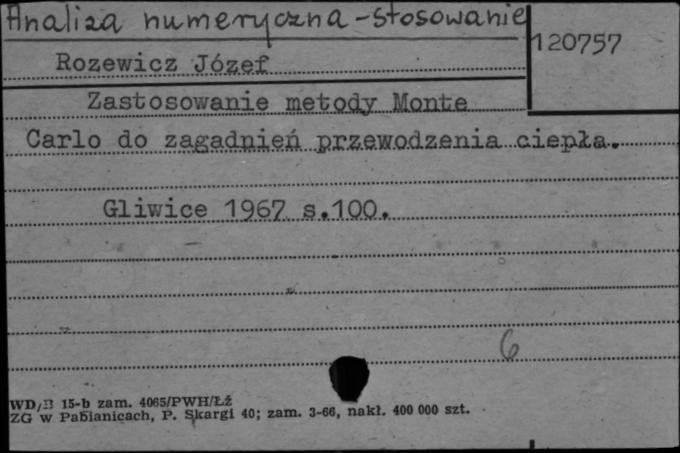 Analiza numeryczna - stosowanie
120757
Rozewicz Józef
Zastosowanie metody Monte
Carlo do zagadnień przewodzenia ciepła.
Gliwice 1967 s.100.
6
WD/B 15-b zam. 4065/PWH/Łż
ZG w Pabianicach, P. Skargi 40; zam. 3-66, nakł. 400 000 szt.